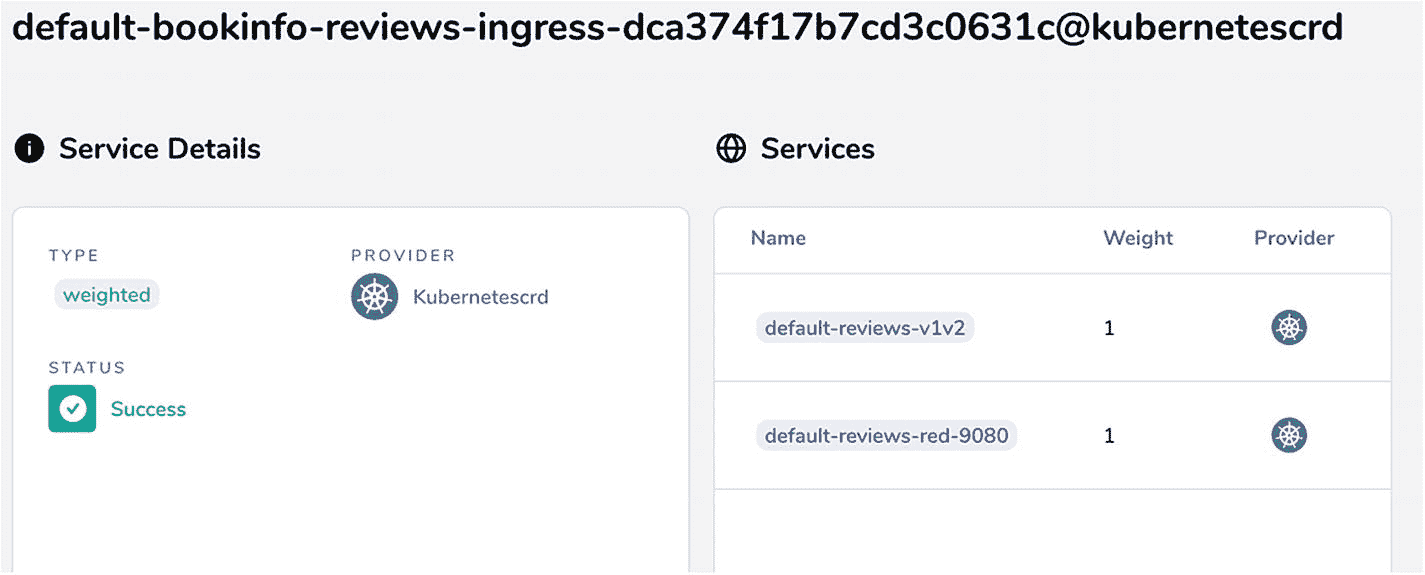 default-bookinfo-reviews-ingress-dca374f17b7cd3c0631c@kubernetescrd
Service Details
TYPE PROVIDER
weighted Kubernetescrd
STATUS
Success
Services
Name Weight Provider
default-reviews-v1v2 1
default-reviews-red-9080 1